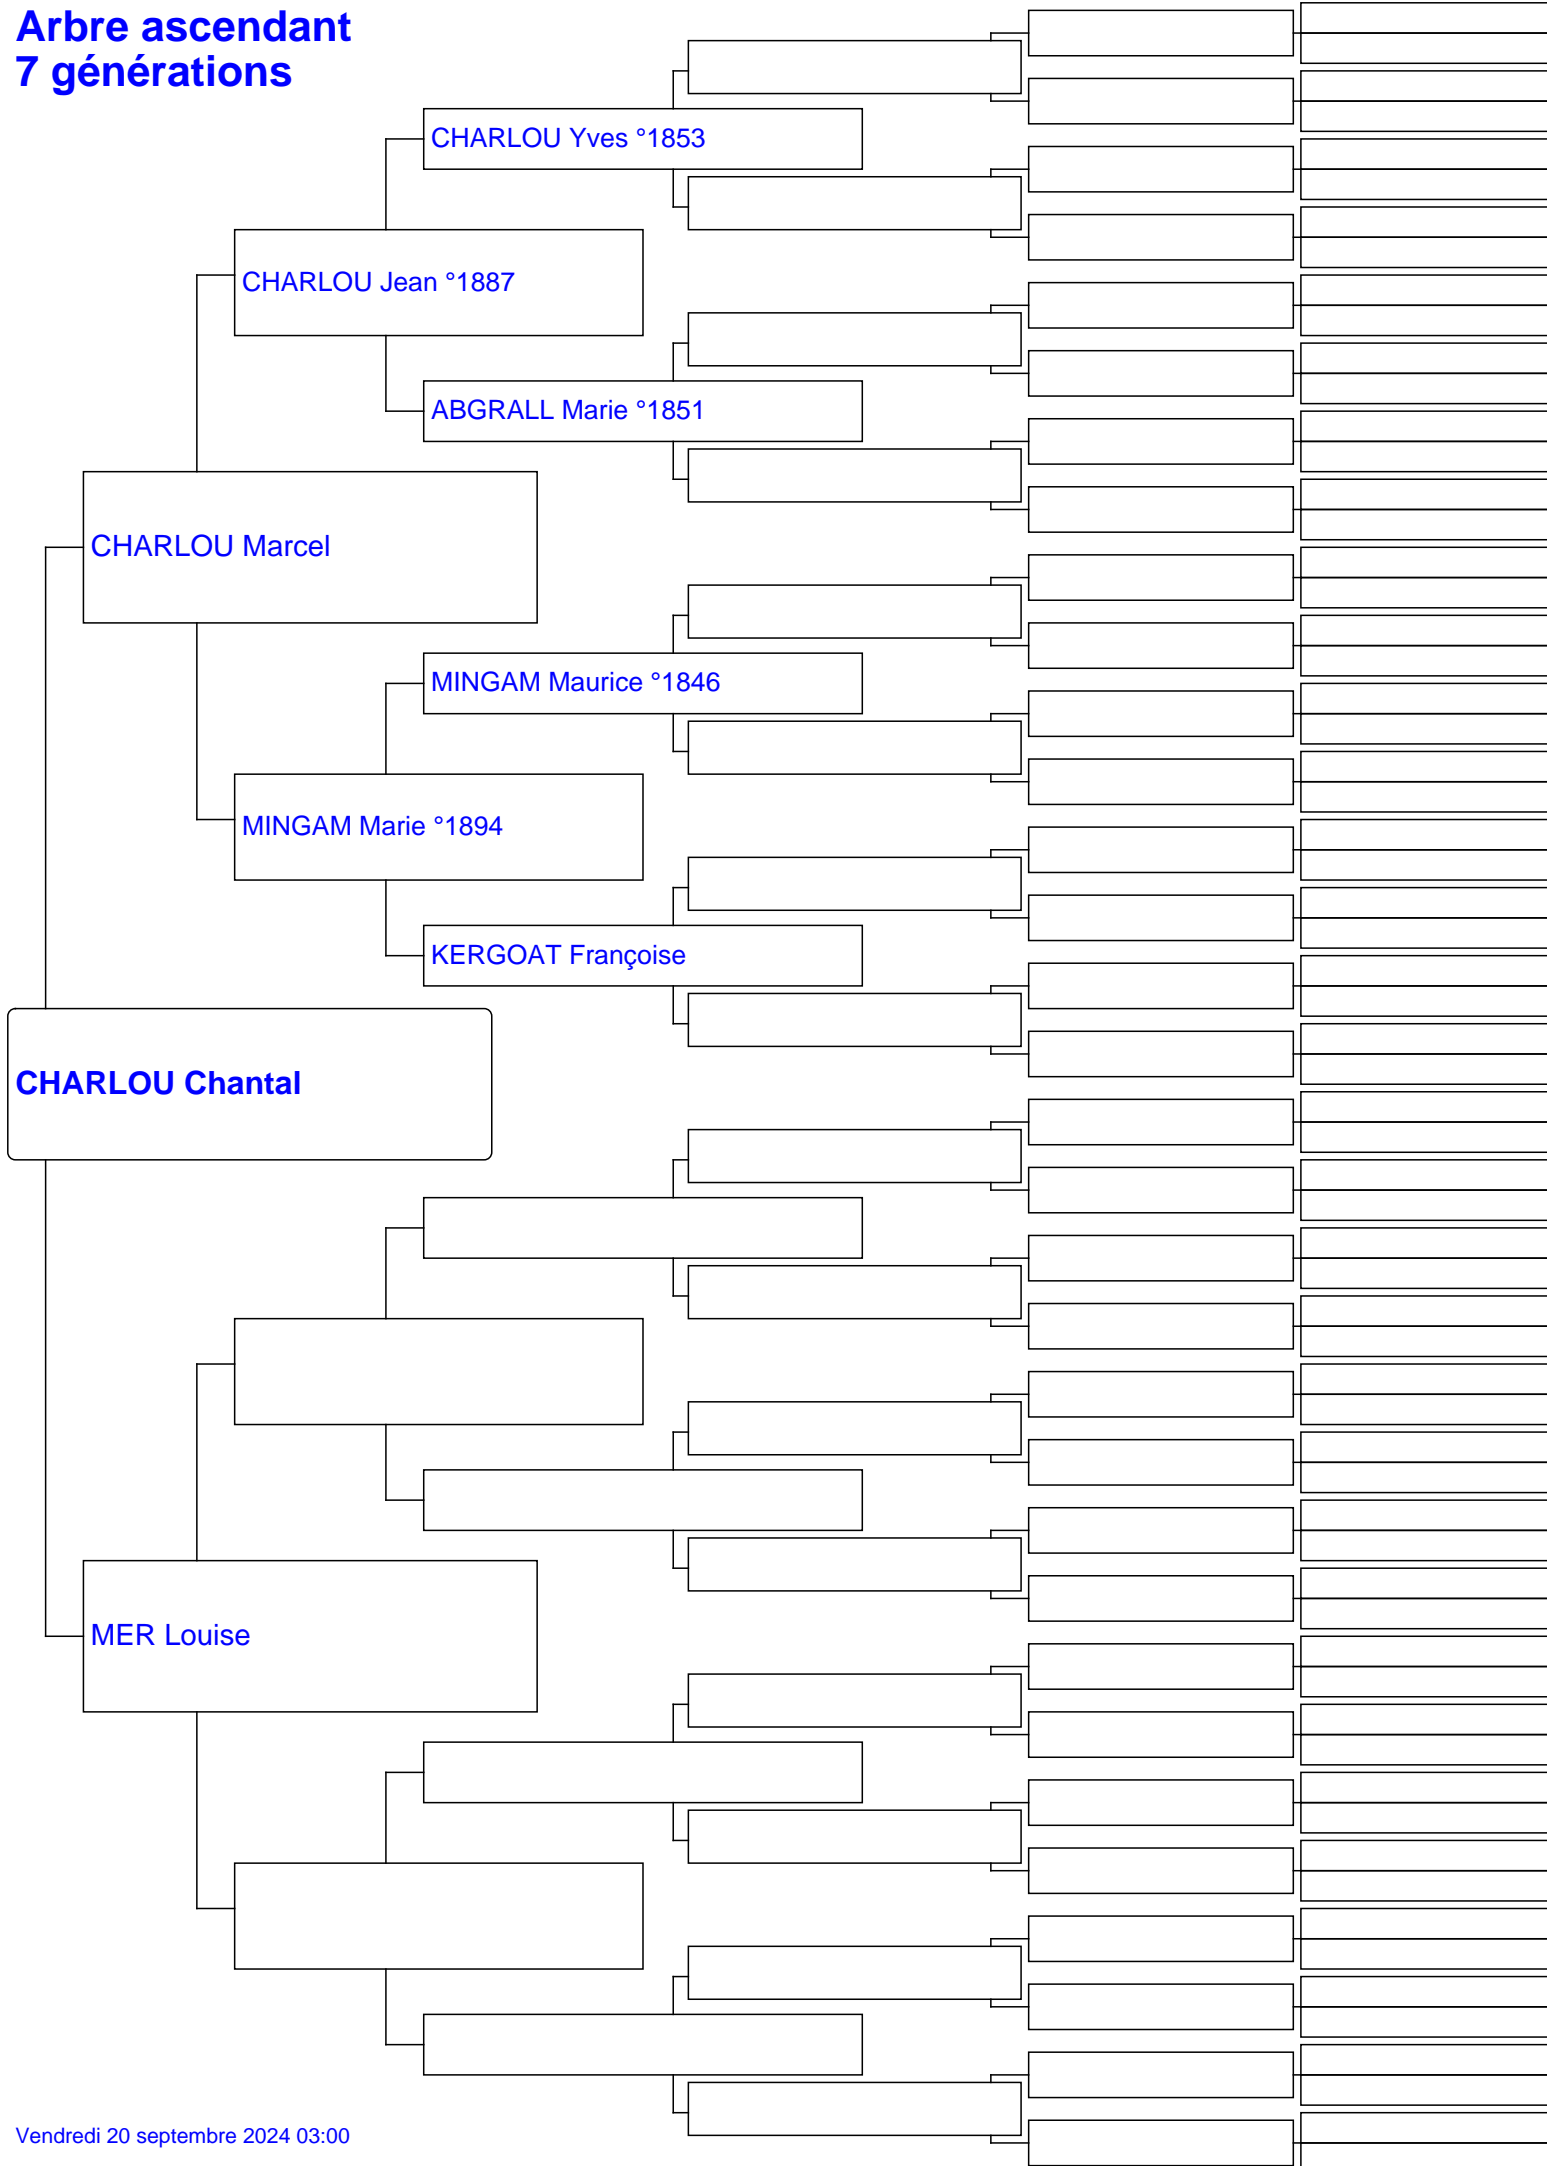 Arbre ascendant
7 générations
CHARLOU Yves °1853
CHARLOU Jean °1887
ABGRALL Marie °1851
CHARLOU Marcel
MINGAM Maurice °1846
MINGAM Marie °1894
KERGOAT Françoise
CHARLOU Chantal
MER Louise
Vendredi 20 septembre 2024 03:00